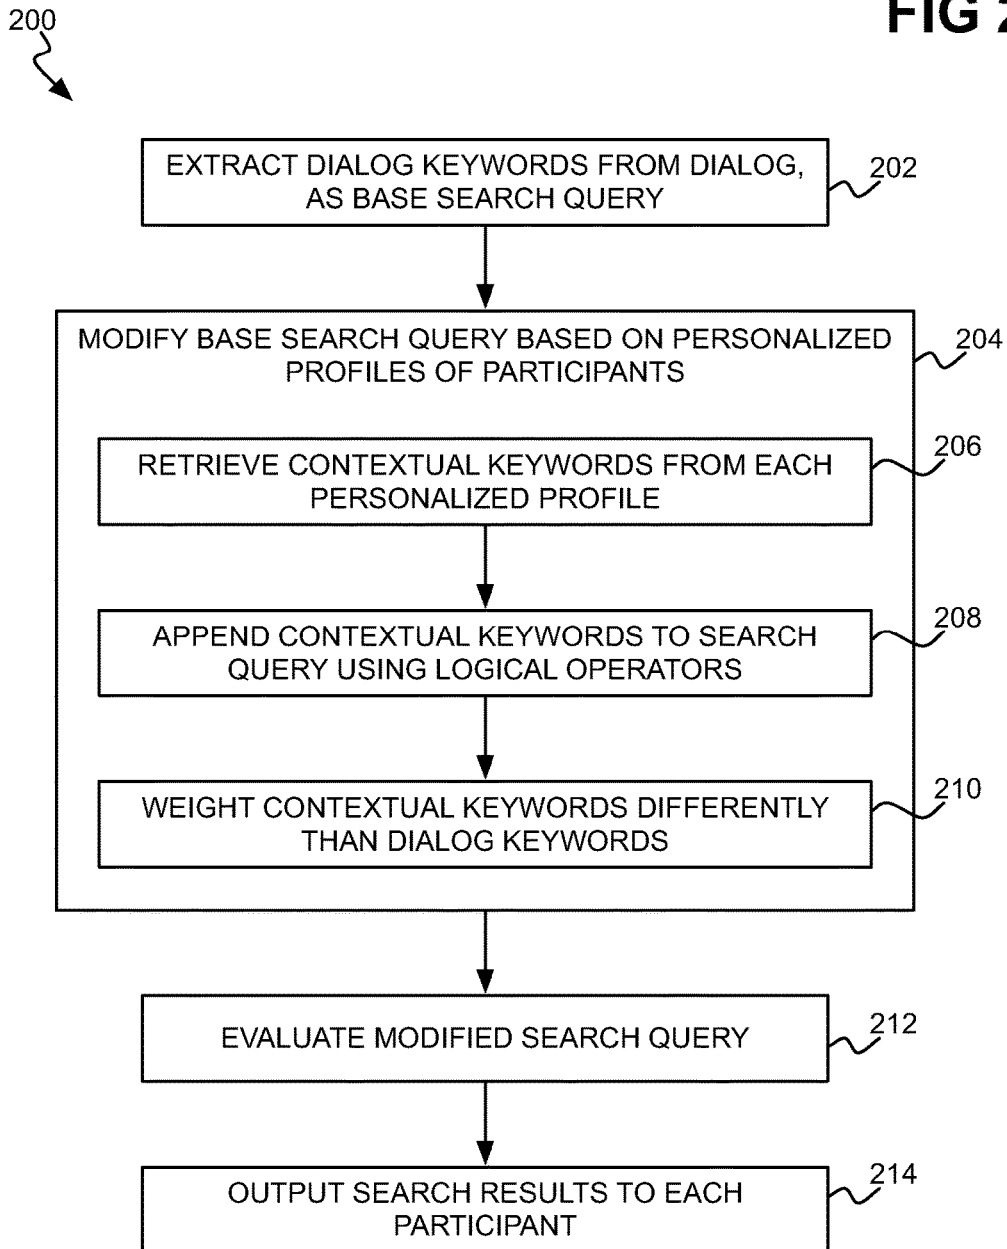 200
FIG 2
EXTRACT DIALOG KEYWORDS FROM DIALOG,
AS BASE SEARCH QUERY
202
MODIFY BASE SEARCH QUERY BASED ON PERSONALIZED
PROFILES OF PARTICIPANTS
204
RETRIEVE CONTEXTUAL KEYWORDS FROM EACH
PERSONALIZED PROFILE
206
APPEND CONTEXTUAL KEYWORDS TO SEARCH
QUERY USING LOGICAL OPERATORS
208
WEIGHT CONTEXTUAL KEYWORDS DIFFERENTLY
THAN DIALOG KEYWORDS
210
EVALUATE MODIFIED SEARCH QUERY
212
OUTPUT SEARCH RESULTS TO EACH
PARTICIPANT
214